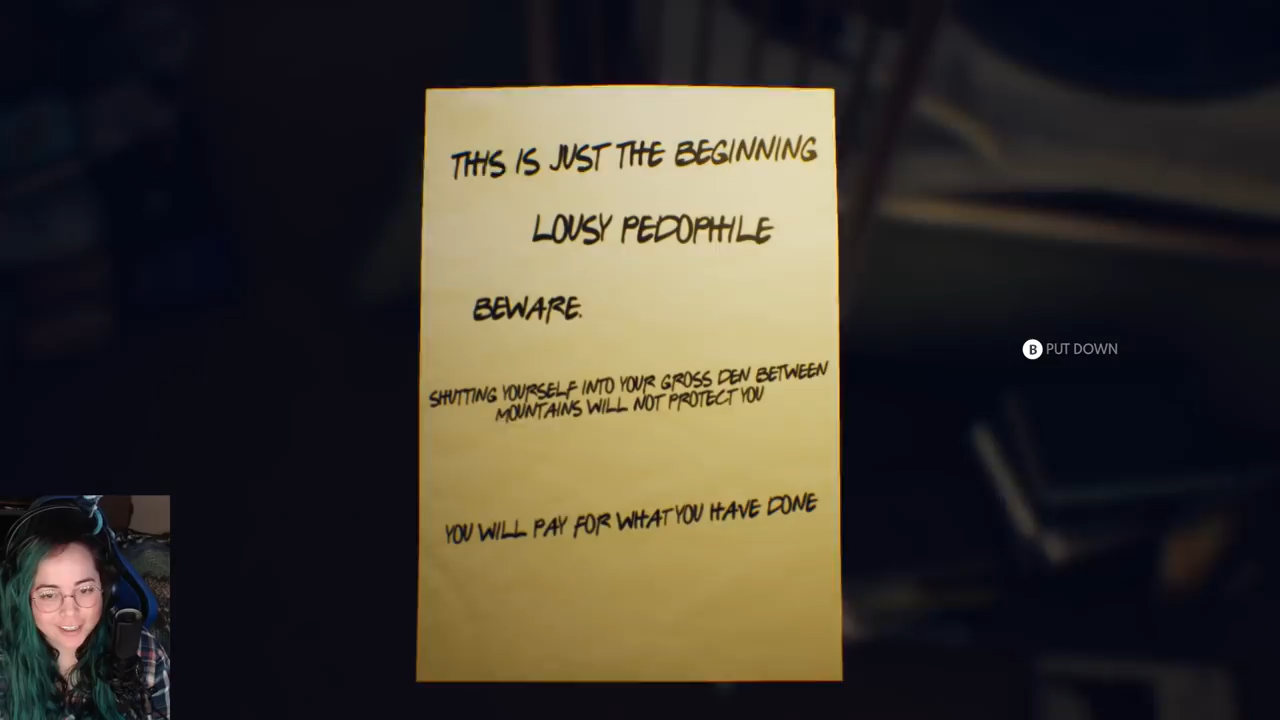 THIS IS JUST THE BEGINNING
LOUSY PEDOPHILE
BEWARE.
SHUTTING YOURSELF INTO YOUR GROSS DEN BETWEEN
MOUNTAINS WILL NOT PROTECT YOU
YOU WILL PAY FOR WHAT YOU HAVE DONE
B PUT DOWN